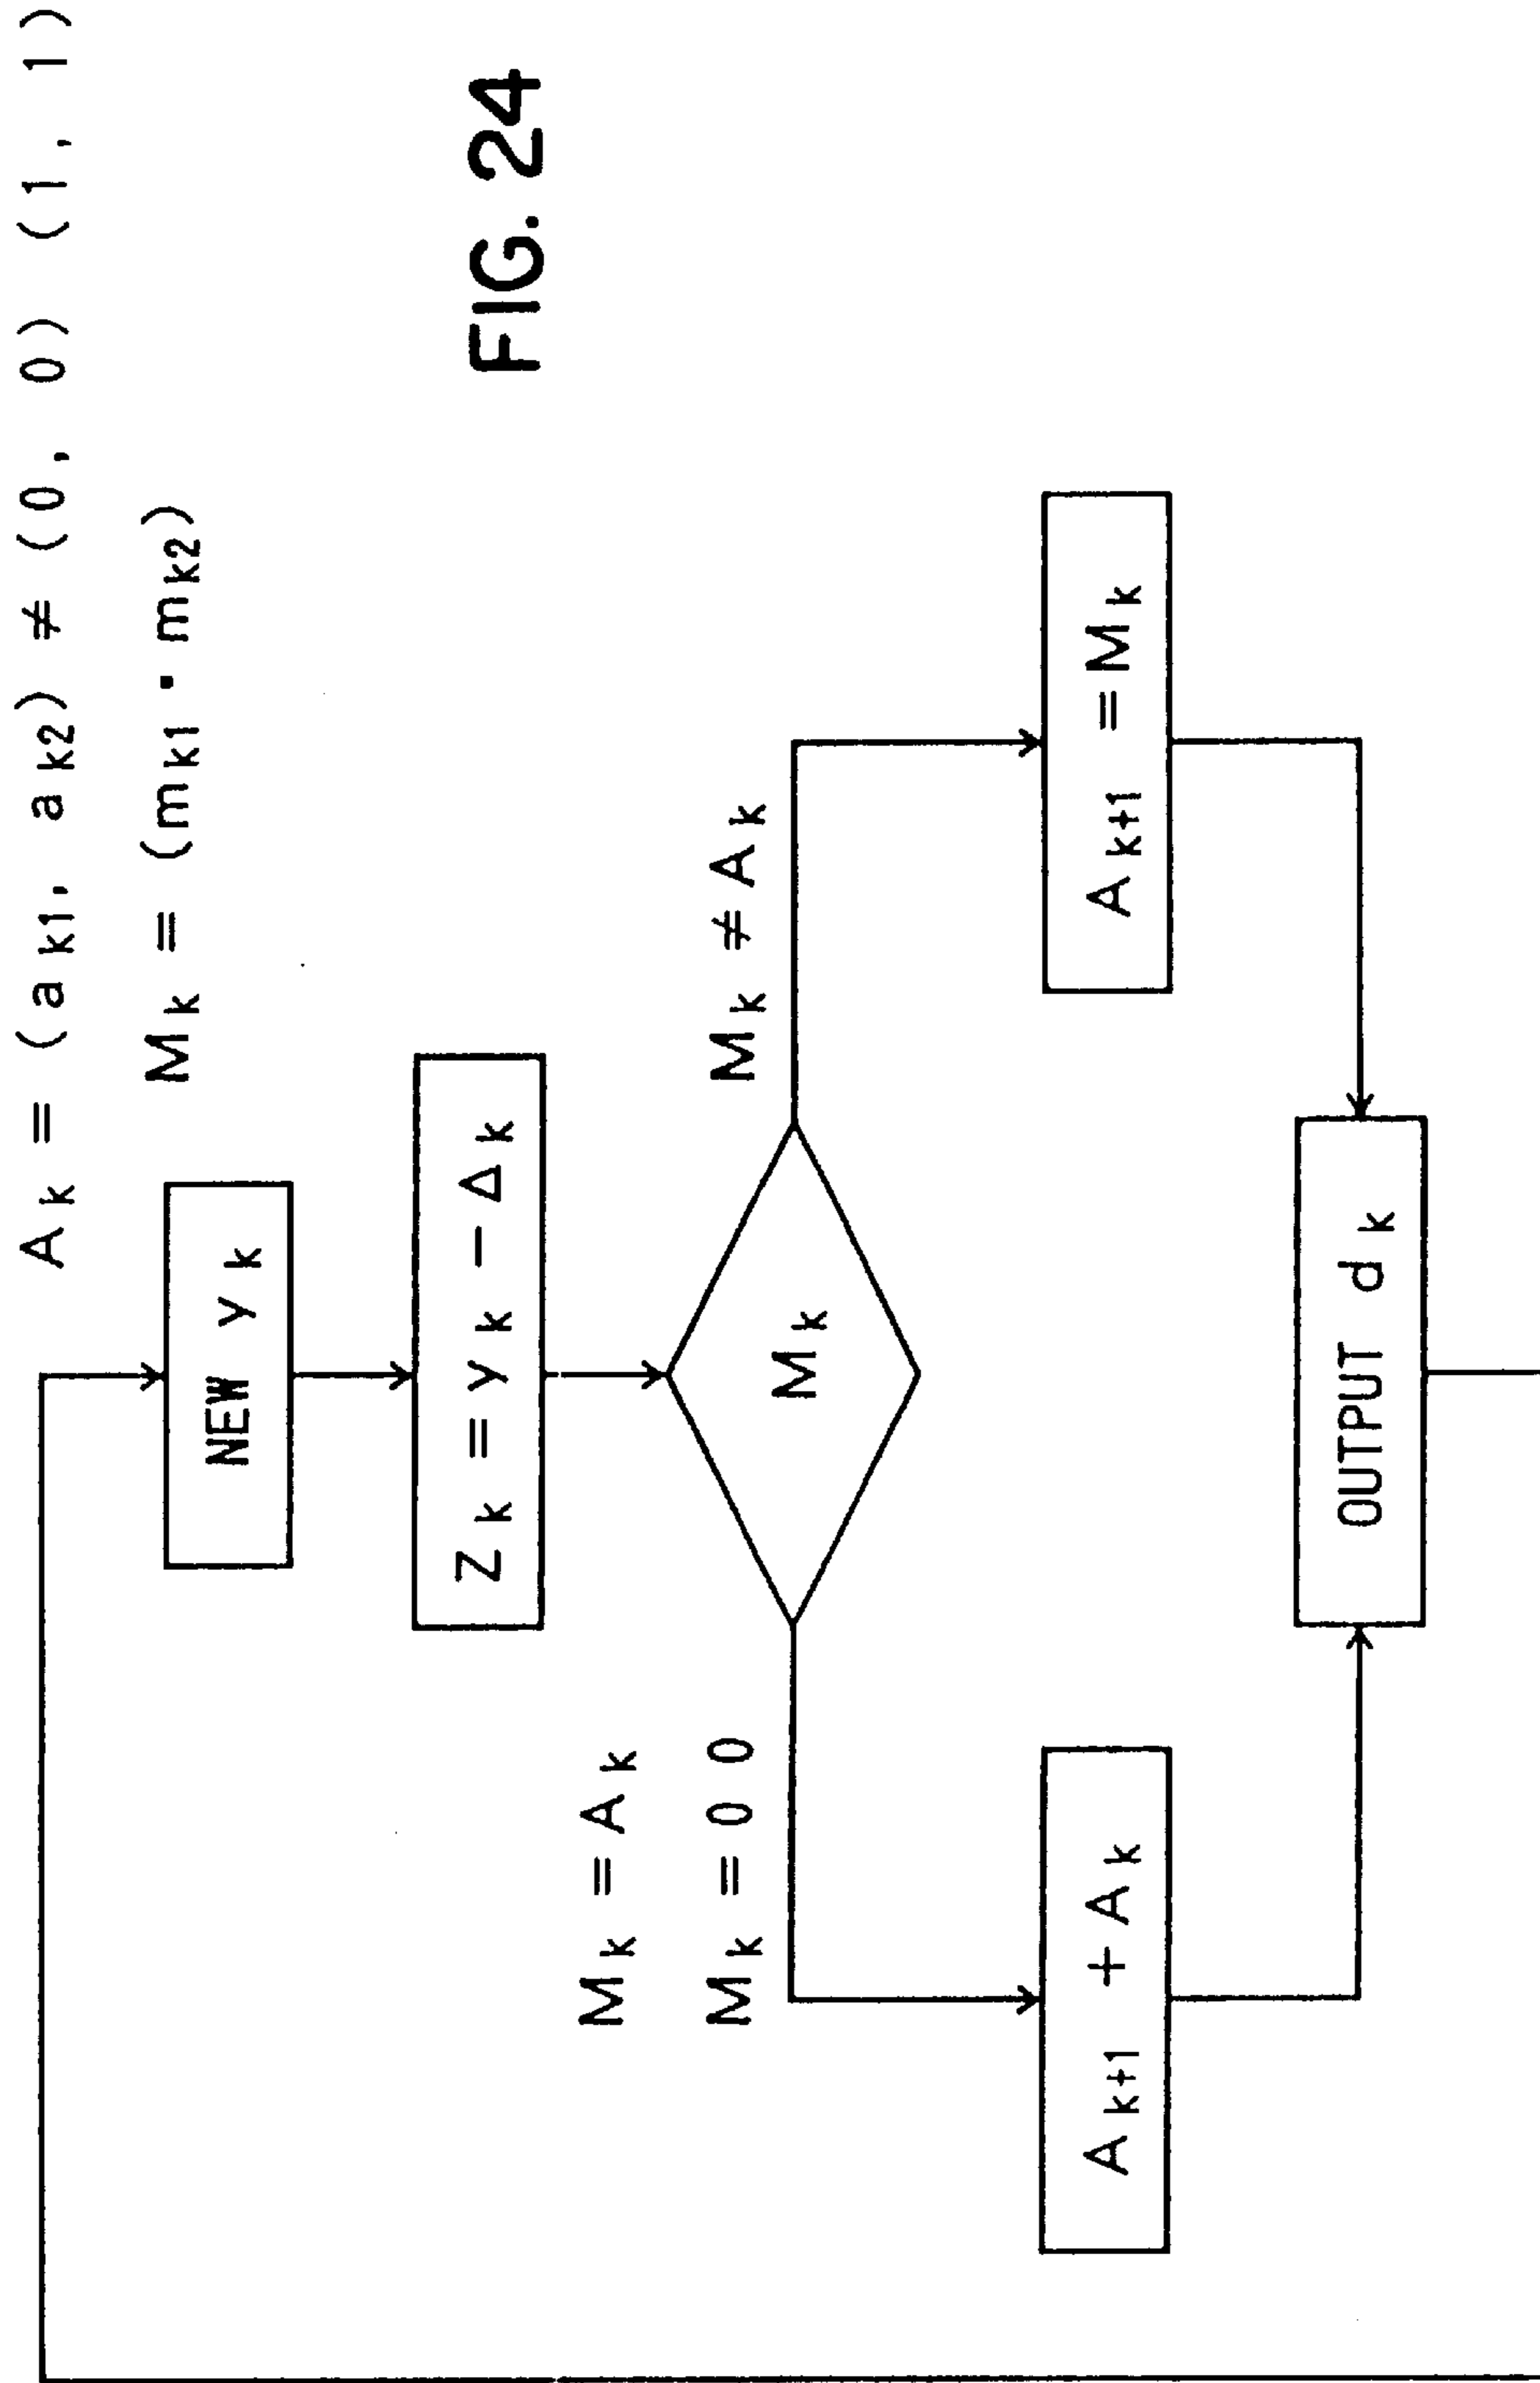 A k = (a k1, a k2) ≠ (0, 0) (1, 1)
M k = (m k1 · m k2)
FIG. 24
NEW y k
Z k = y k − Δ k
M k
M k = A k
M k = 0 0
M k ≠ A k
A k+1 + A k
A k+1 = M k
OUTPUT d k